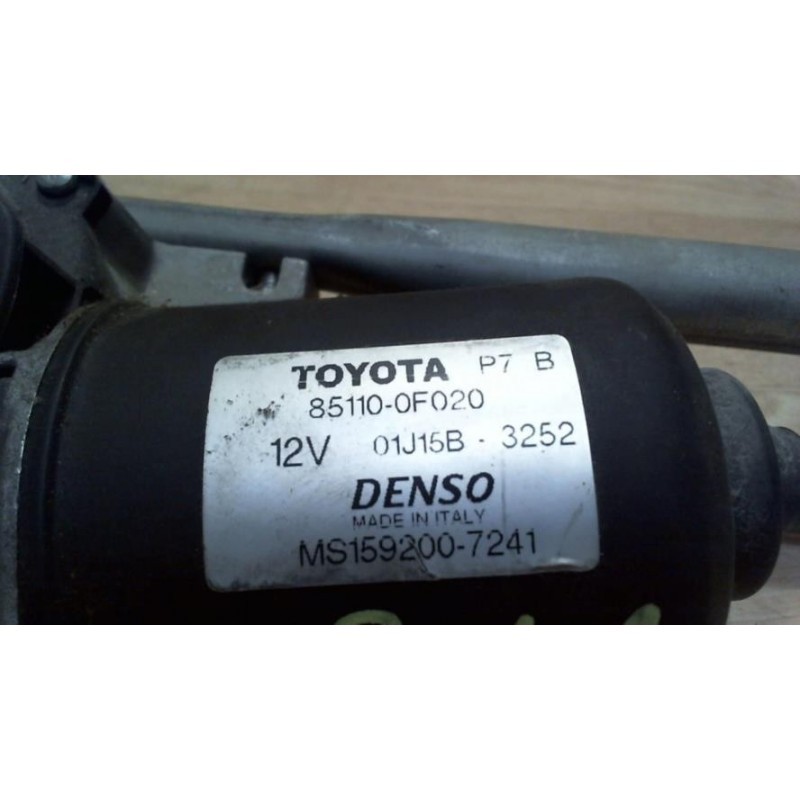 TOYOTA P7 B
85110-0F020
12V 01J15B - 3252
DENSO
MADE IN ITALY
MS159200-7241